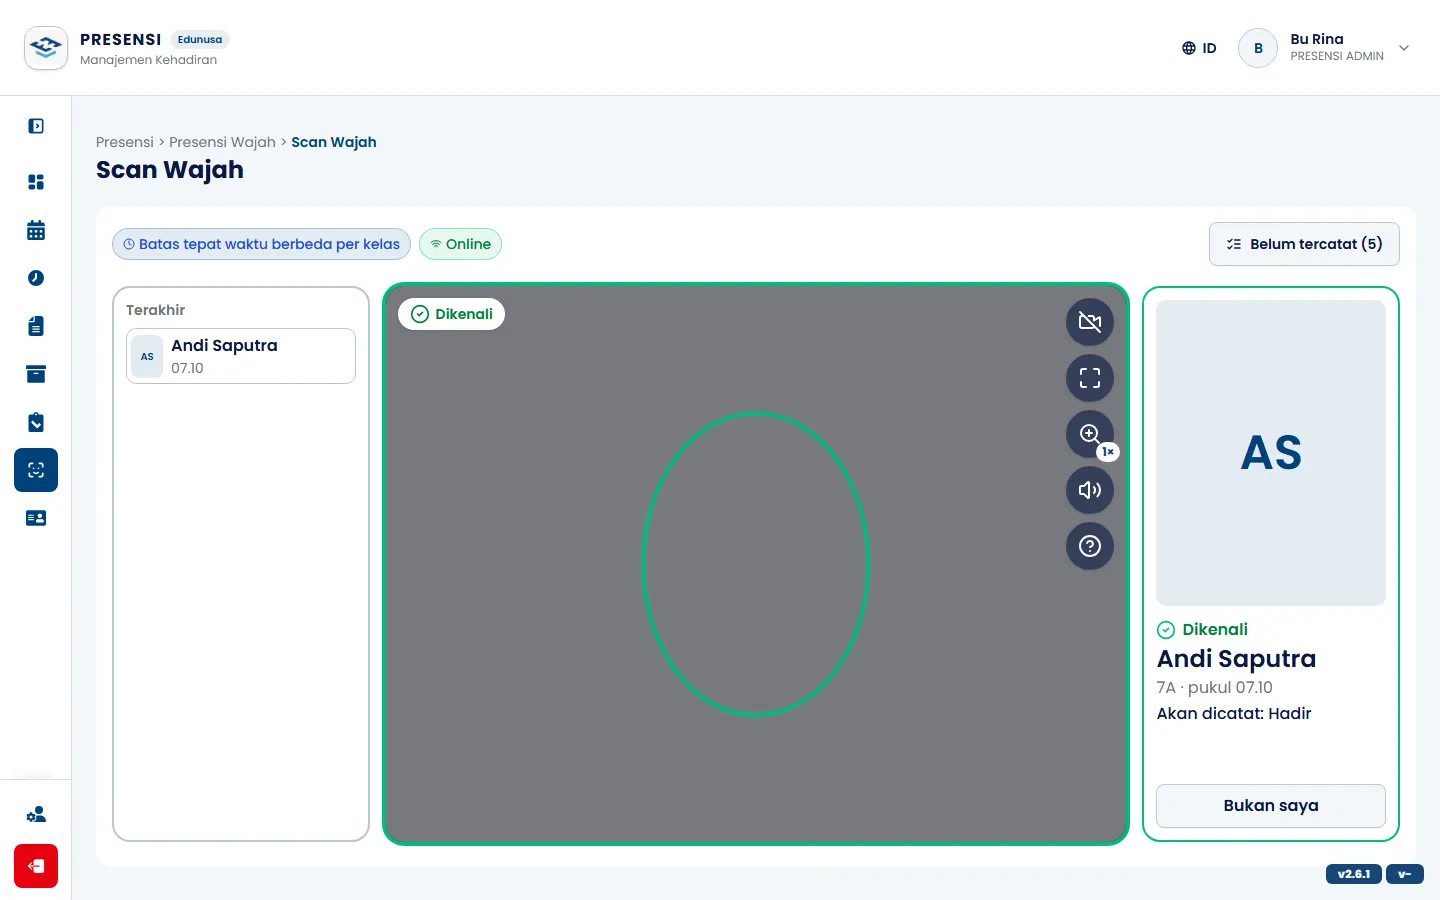 PRESENSI Edunusa
Manajemen Kehadiran
ID
B
Bu Rina
PRESENSI ADMIN
Presensi > Presensi Wajah > Scan Wajah
Scan Wajah
Batas tepat waktu berbeda per kelas
Online
Belum tercatat (5)
Terakhir
AS
Andi Saputra
07.10
Dikenali
1×
AS
Dikenali
Andi Saputra
7A · pukul 07.10
Akan dicatat: Hadir
Bukan saya
v2.6.1
v-